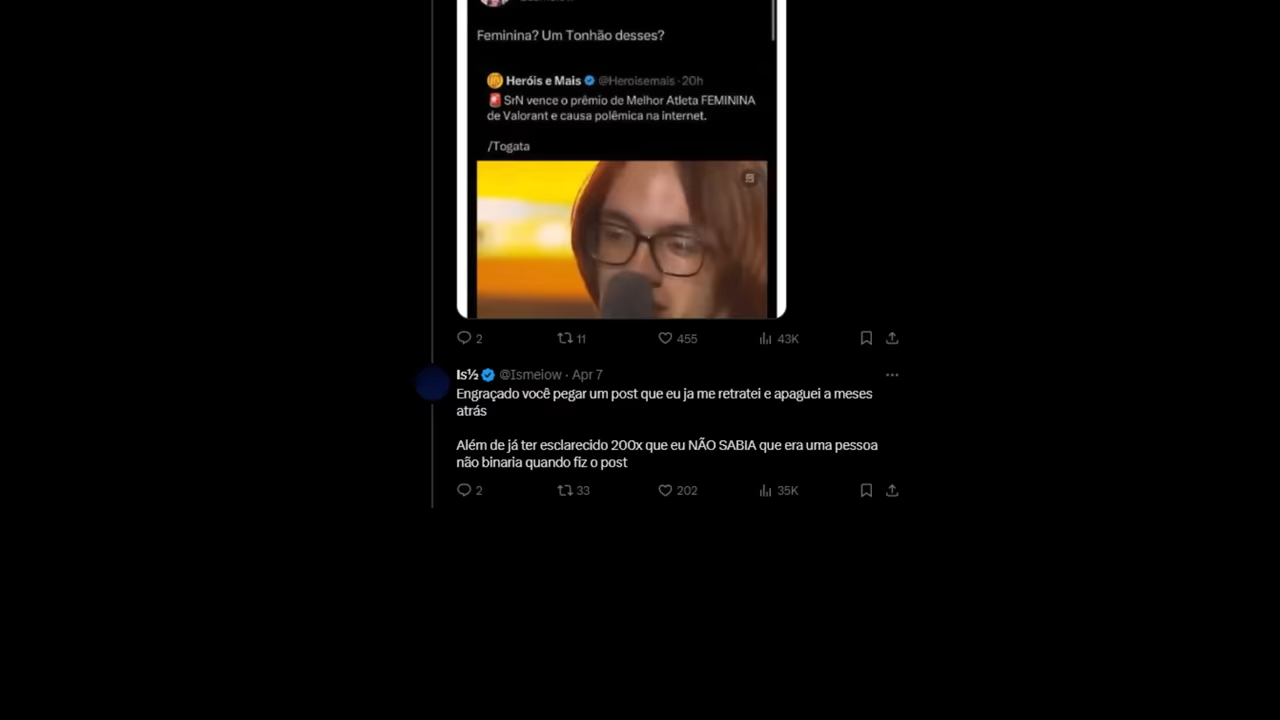 Feminina? Um Tonhão desses?
Heróis e Mais @Heroisemais · 20h
🚨SrN vence o prêmio de Melhor Atleta FEMININA
de Valorant e causa polêmica na internet.
/Togata
2 11 455 43K
Is½ @Ismeiow · Apr 7
Engraçado você pegar um post que eu ja me retratei e apaguei a meses
atrás
Além de já ter esclarecido 200x que eu NÃO SABIA que era uma pessoa
não binaria quando fiz o post
2 33 202 35K